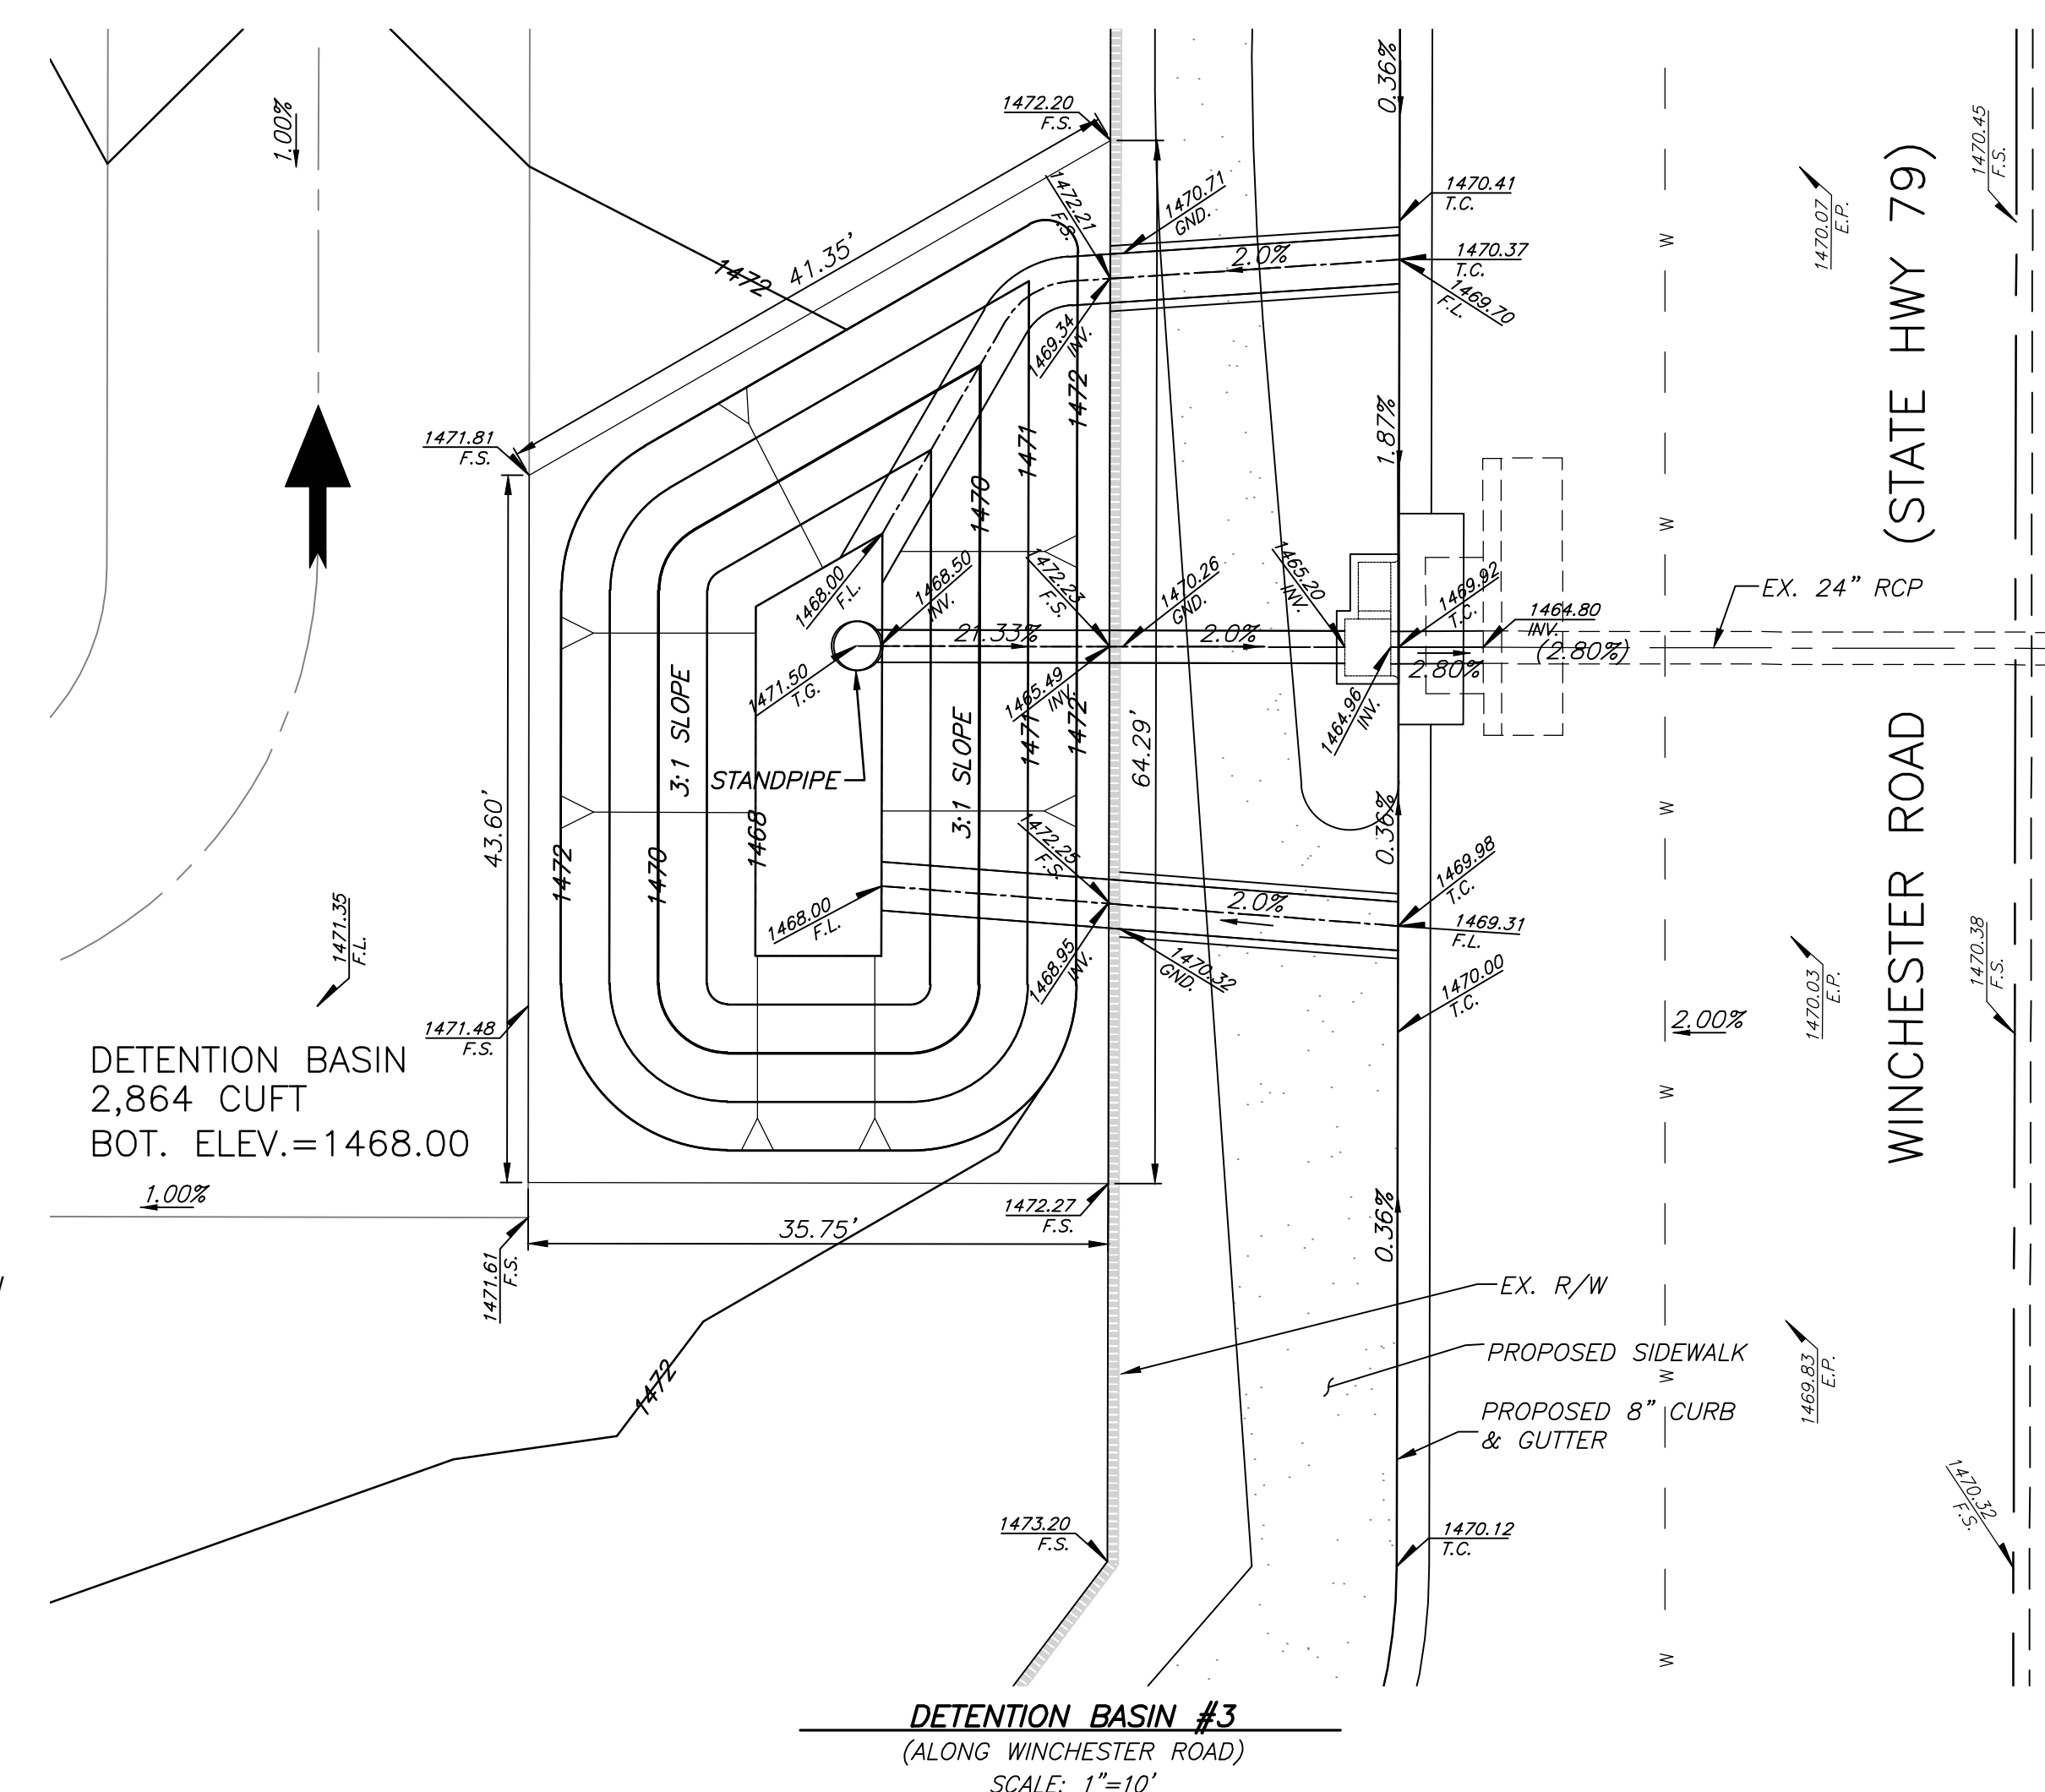 1.00%
1472.20
F.S.
0.36%
1470.45
F.S.
WINCHESTER ROAD (STATE HWY 79)
1470.07
E.P.
1472.21
F.S.
1470.71
GND.
1470.41
T.C.
41.35'
1472
2.0%
1470.37
T.C.
1469.70
F.L.
1469.34
INV.
1472
1.87%
1471
1471.81
F.S.
1470
W
W
W
W
W
W
1468.00
F.L.
1468.50
INV.
1472.23
F.S.
1470.26
GND.
1465.20
INV.
1469.92
T.C.
EX. 24" RCP
1464.80
INV.
(2.80%)
21.33%
2.0%
2.80%
1471.50
T.G.
1465.49
INV.
1464.96
INV.
3:1 SLOPE
3:1 SLOPE
1471
1472
64.29'
STANDPIPE
43.60'
1472
1470
1468
1472.25
F.S.
0.36%
1469.98
T.C.
2.0%
1469.31
F.L.
1468.00
F.L.
1468.95
INV.
1470.32
GND.
1471.35
F.L.
1470.00
T.C.
1470.03
E.P.
1470.38
F.S.
1471.48
F.S.
2.00%
DETENTION BASIN
2,864 CUFT
BOT. ELEV.=1468.00
1.00%
1472.27
F.S.
35.75'
0.36%
1471.61
F.S.
EX. R/W
PROPOSED SIDEWALK
1469.83
E.P.
1472
PROPOSED 8" CURB
& GUTTER
1473.20
F.S.
1470.12
T.C.
1470.32
F.S.
DETENTION BASIN #3
(ALONG WINCHESTER ROAD)
SCALE: 1"=10'